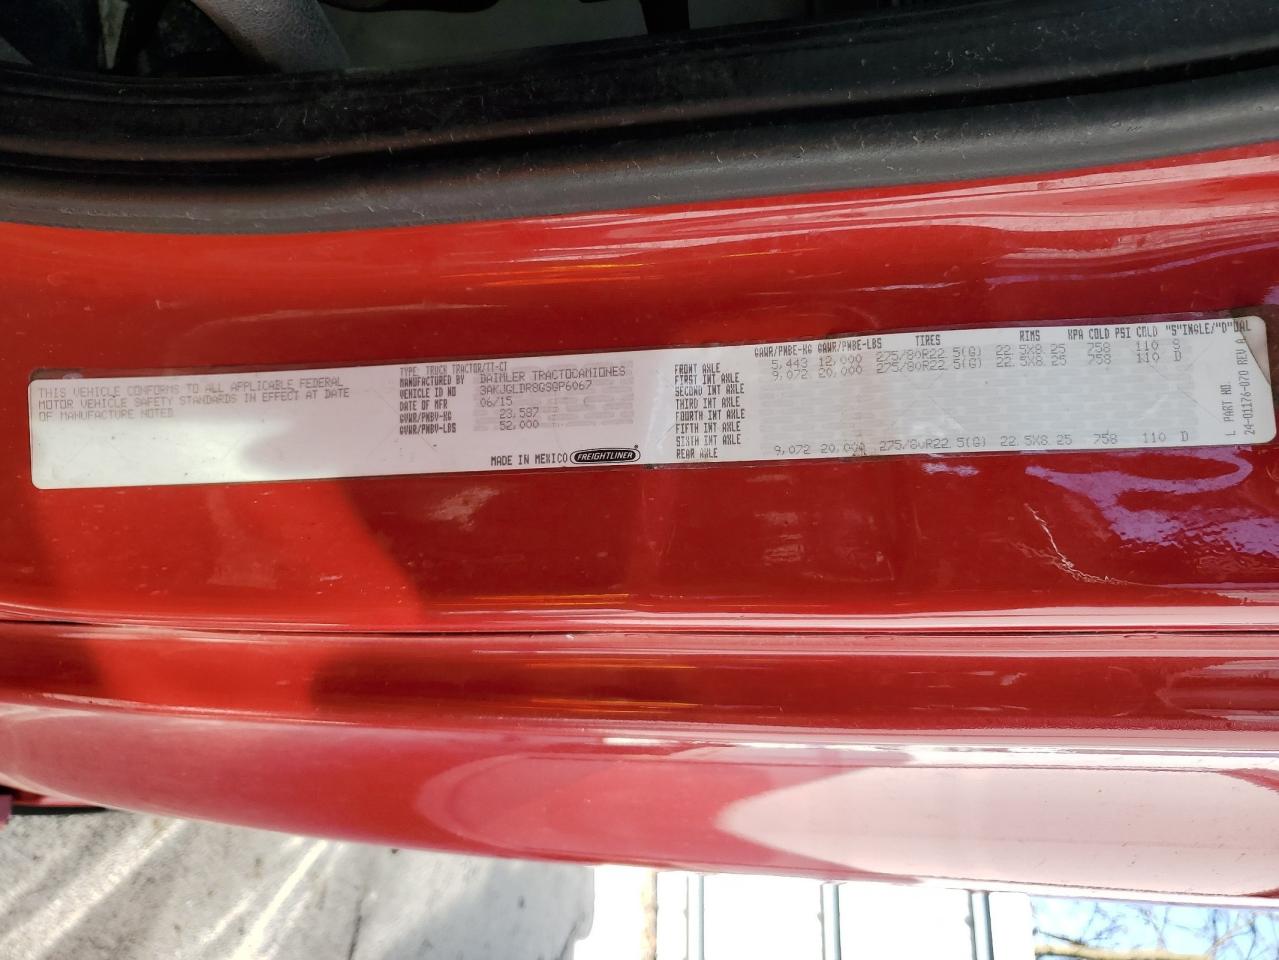 THIS VEHICLE CONFORMS TO ALL APPLICABLE FEDERAL
MOTOR VEHICLE SAFETY STANDARDS IN EFFECT AT DATE
OF MANUFACTURE NOTED
TYPE: TRUCK TRACTOR/TT-CT
MANUFACTURED BY DAIMLER TRACTOCAMIONES
VEHICLE ID NO 3AKJGLDR8GSGP6067
DATE OF MFR 06/15
GVWR/PNBV-KG 23,587
GVWR/PNBV-LBS 52,000
MADE IN MEXICO FREIGHTLINER
GAWR/PNBE-KG GAWR/PNBE-LBS TIRES RIMS KPA COLD PSI COLD "S"INGLE/"D"UAL
FRONT AXLE 5,443 12,000 275/80R22.5(G) 22.5X8.25 758 110 S
FIRST INT AXLE 9,072 20,000 275/80R22.5(G) 22.5X8.25 758 110 D
SECOND INT AXLE
THIRD INT AXLE
FOURTH INT AXLE
FIFTH INT AXLE
SIXTH INT AXLE
REAR AXLE 9,072 20,000 275/80R22.5(G) 22.5X8.25 758 110 D
PART NO.
24-01176-070 REV A